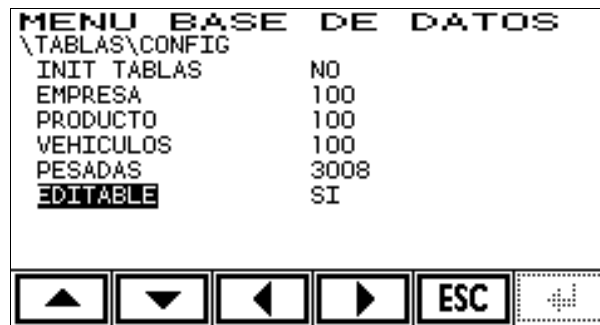 MENU BASE DE DATOS
\TABLAS\CONFIG
INIT TABLAS NO
EMPRESA 100
PRODUCTO 100
VEHICULOS 100
PESADAS 3008
EDITABLE SI
ESC